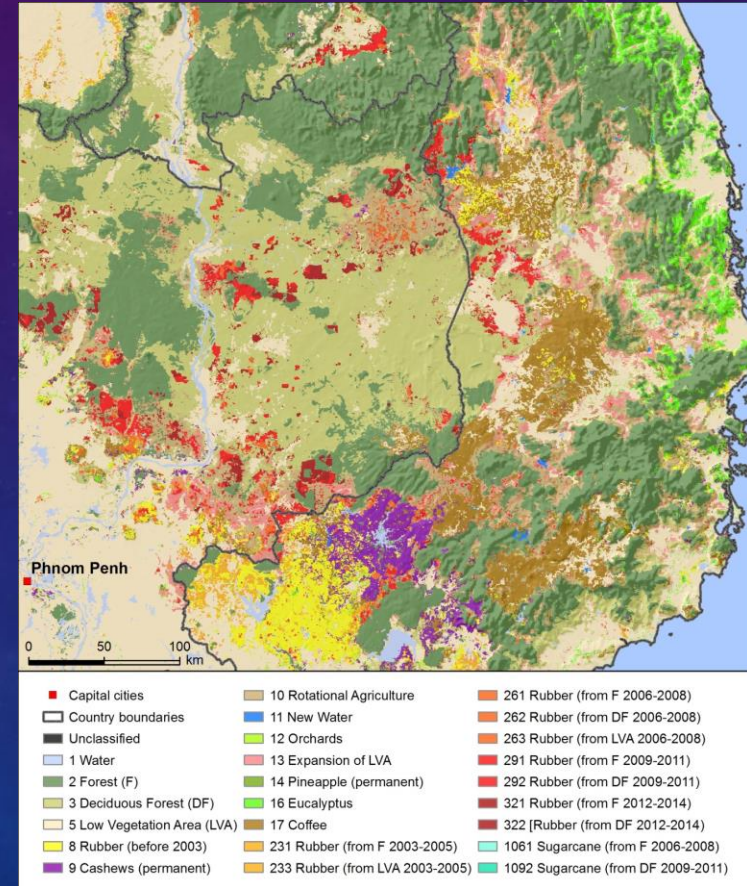 Phnom Penh
0 50 100
km
Capital cities
Country boundaries
Unclassified
1 Water
2 Forest (F)
3 Deciduous Forest (DF)
5 Low Vegetation Area (LVA)
8 Rubber (before 2003)
9 Cashews (permanent)
10 Rotational Agriculture
11 New Water
12 Orchards
13 Expansion of LVA
14 Pineapple (permanent)
16 Eucalyptus
17 Coffee
231 Rubber (from F 2003-2005)
233 Rubber (from LVA 2003-2005)
261 Rubber (from F 2006-2008)
262 Rubber (from DF 2006-2008)
263 Rubber (from LVA 2006-2008)
291 Rubber (from F 2009-2011)
292 Rubber (from DF 2009-2011)
321 Rubber (from F 2012-2014)
322 [Rubber (from DF 2012-2014)
1061 Sugarcane (from F 2006-2008)
1092 Sugarcane (from DF 2009-2011)